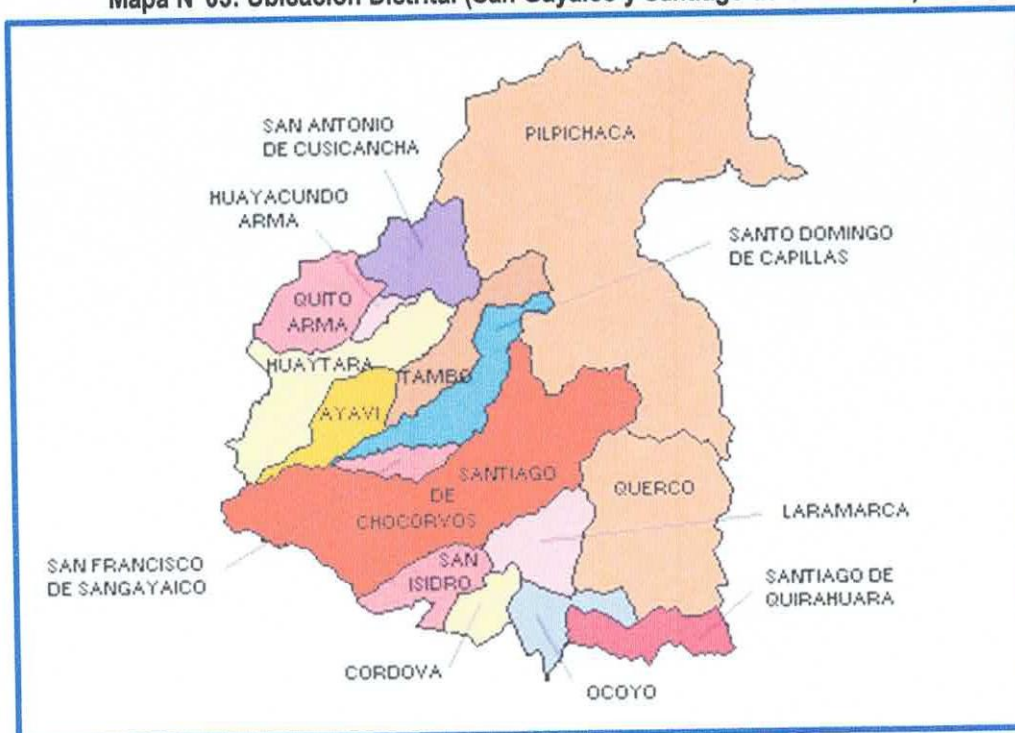 SAN ANTONIO
DE CUSICANCHA
PILPICHACA
HUAYACUNDO
ARMA
SANTO DOMINGO
DE CAPILLAS
QUITO
ARMA
HUAYTARA
TAMBO
AYAVI
SANTIAGO
DE
CHOCORVOS
QUERCO
LARAMARCA
SAN FRANCISCO
DE SANGAYAICO
SAN
ISIDRO
SANTIAGO DE
QUIRAHUARA
CORDOVA
OCOYO